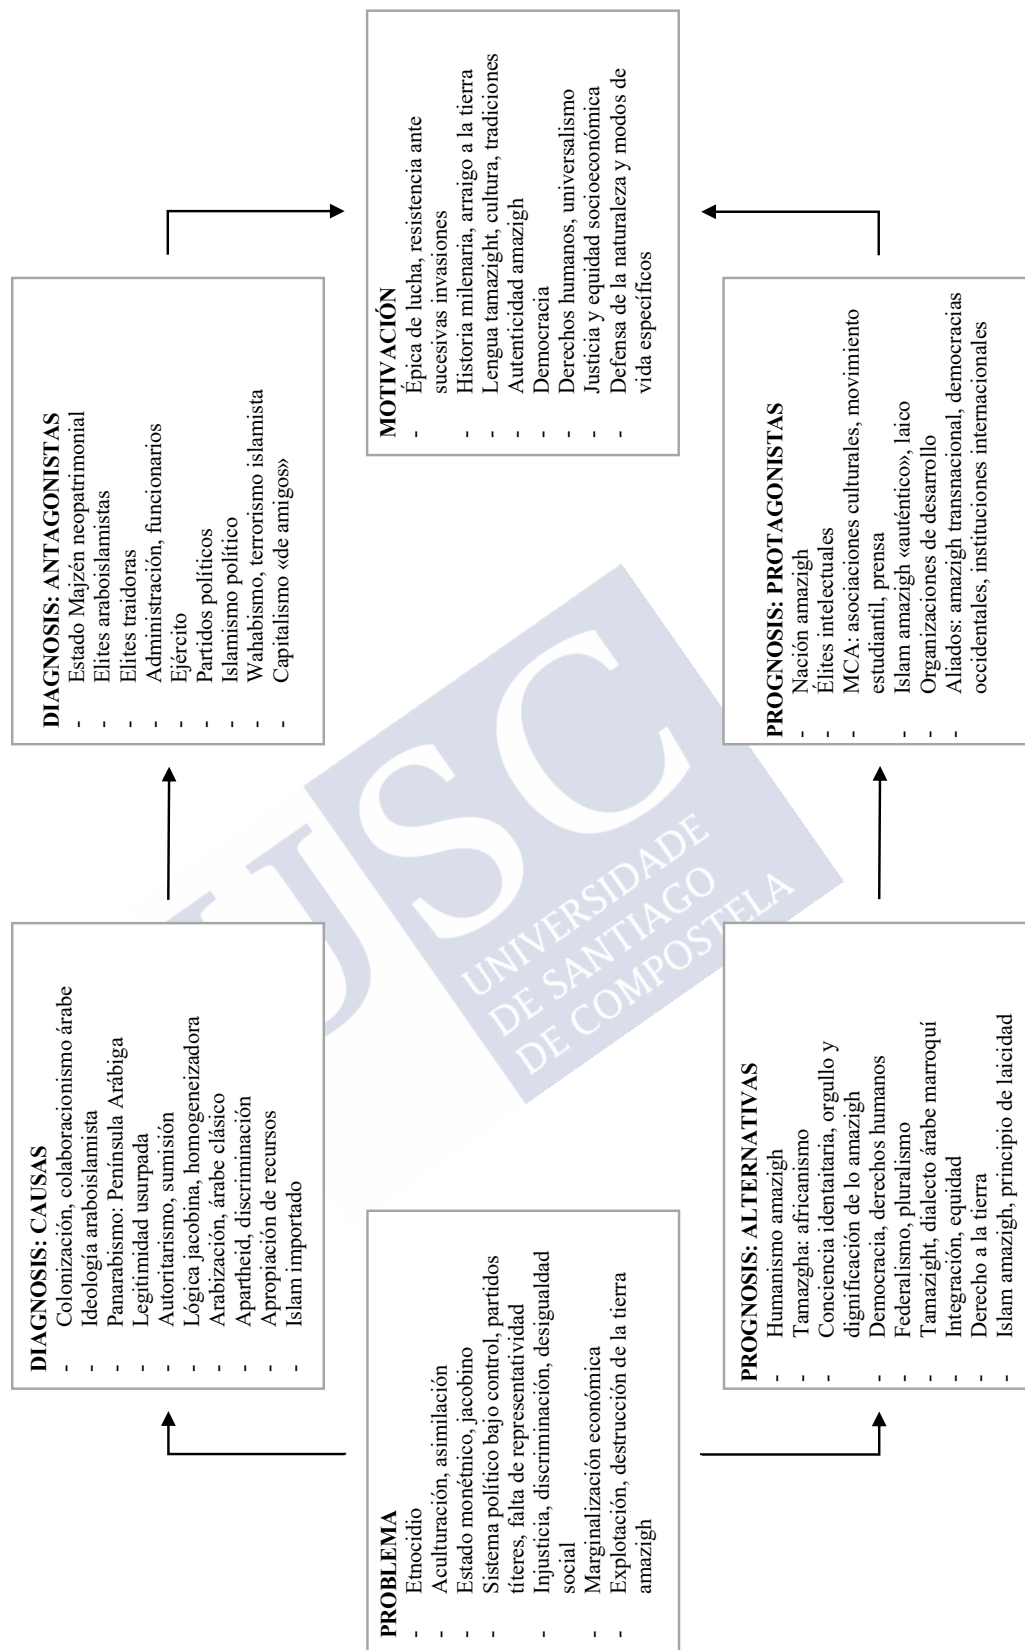 PROBLEMA
- Etnocidio
- Aculturación, asimilación
- Estado monétnico, jacobino
- Sistema político bajo control, partidos
títeres, falta de representatividad
- Injusticia, discriminación, desigualdad
social
- Marginalización económica
- Explotación, destrucción de la tierra
amazigh
DIAGNOSIS: CAUSAS
- Colonización, colaboracionismo árabe
- Ideología araboislamista
- Panarabismo: Península Arábiga
- Legitimidad usurpada
- Autoritarismo, sumisión
- Lógica jacobina, homogeneizadora
- Arabización, árabe clásico
- Apartheid, discriminación
- Apropiación de recursos
- Islam importado
DIAGNOSIS: ANTAGONISTAS
- Estado Majzén neopatrimonial
- Elites araboislamistas
- Elites traidoras
- Administración, funcionarios
- Ejército
- Partidos políticos
- Islamismo político
- Wahabismo, terrorismo islamista
- Capitalismo «de amigos»
PROGNOSIS: ALTERNATIVAS
- Humanismo amazigh
- Tamazgha: africanismo
- Conciencia identitaria, orgullo y
dignificación de lo amazigh
- Democracia, derechos humanos
- Federalismo, pluralismo
- Tamazight, dialecto árabe marroquí
- Integración, equidad
- Derecho a la tierra
- Islam amazigh, principio de laicidad
PROGNOSIS: PROTAGONISTAS
- Nación amazigh
- Élites intelectuales
- MCA: asociaciones culturales, movimiento
estudiantil, prensa
- Islam amazigh «auténtico», laico
- Organizaciones de desarrollo
- Aliados: amazigh transnacional, democracias
occidentales, instituciones internacionales
MOTIVACIÓN
- Épica de lucha, resistencia ante
sucesivas invasiones
- Historia milenaria, arraigo a la tierra
- Lengua tamazight, cultura, tradiciones
- Autenticidad amazigh
- Democracia
- Derechos humanos, universalismo
- Justicia y equidad socioeconómica
- Defensa de la naturaleza y modos de
vida específicos
USC
UNIVERSIDADE
DE SANTIAGO
DE COMPOSTELA